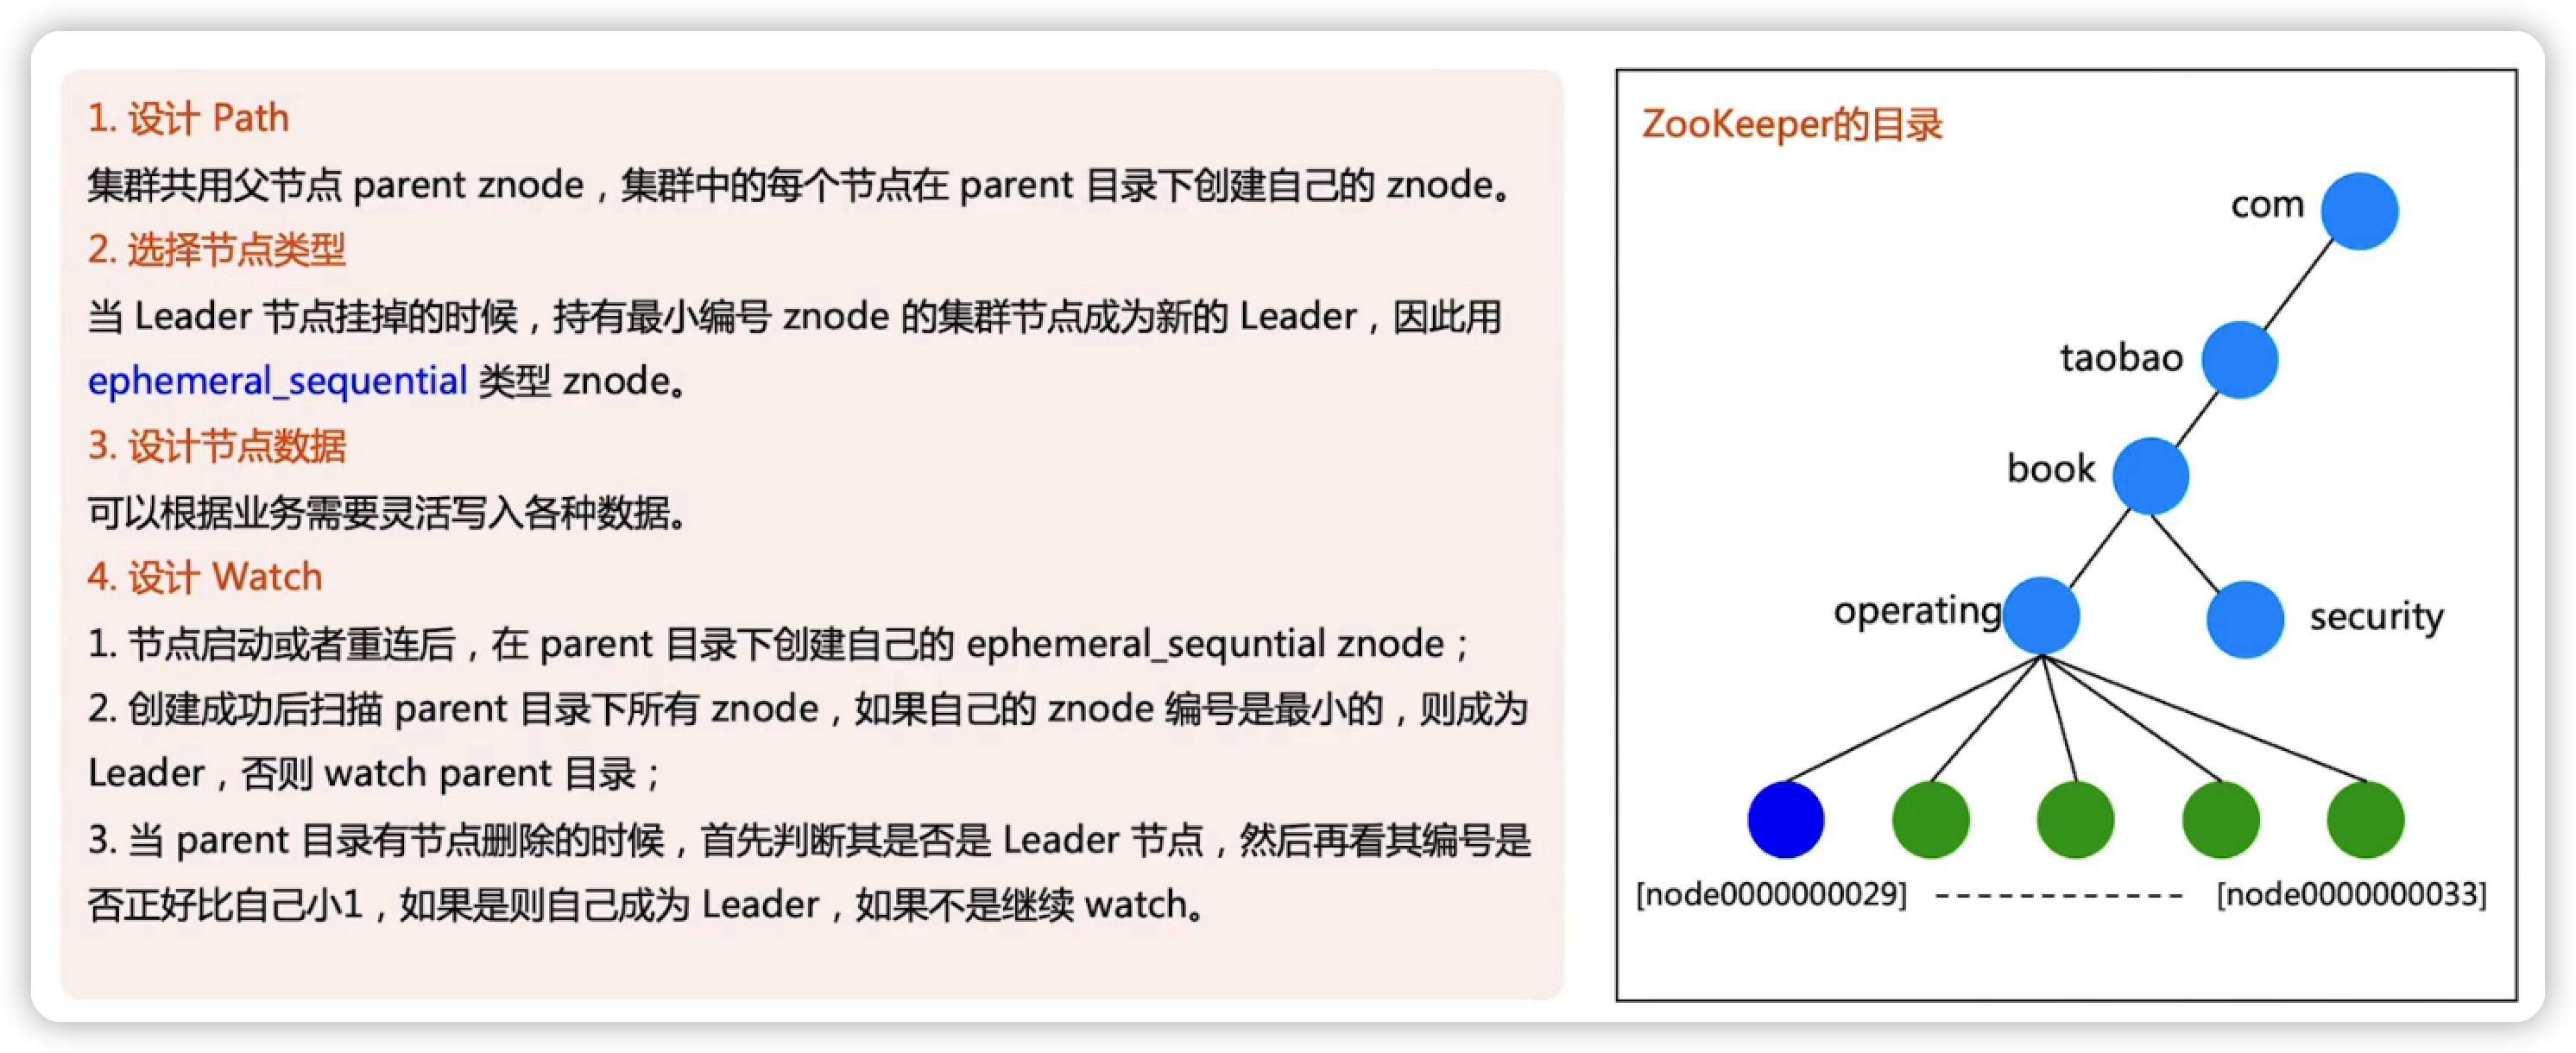 1. 设计 Path
集群共用父节点 parent znode，集群中的每个节点在 parent 目录下创建自己的 znode。
2. 选择节点类型
当 Leader 节点挂掉的时候，持有最小编号 znode 的集群节点成为新的 Leader，因此用
ephemeral_sequential 类型 znode。
3. 设计节点数据
可以根据业务需要灵活写入各种数据。
4. 设计 Watch
1. 节点启动或者重连后，在 parent 目录下创建自己的 ephemeral_sequntial znode；
2. 创建成功后扫描 parent 目录下所有 znode，如果自己的 znode 编号是最小的，则成为
Leader，否则 watch parent 目录；
3. 当 parent 目录有节点删除的时候，首先判断其是否是 Leader 节点，然后再看其编号是
否正好比自己小1，如果是则自己成为 Leader，如果不是继续 watch。
ZooKeeper的目录
com
taobao
book
operating
security
[node0000000029] ------------ [node0000000033]